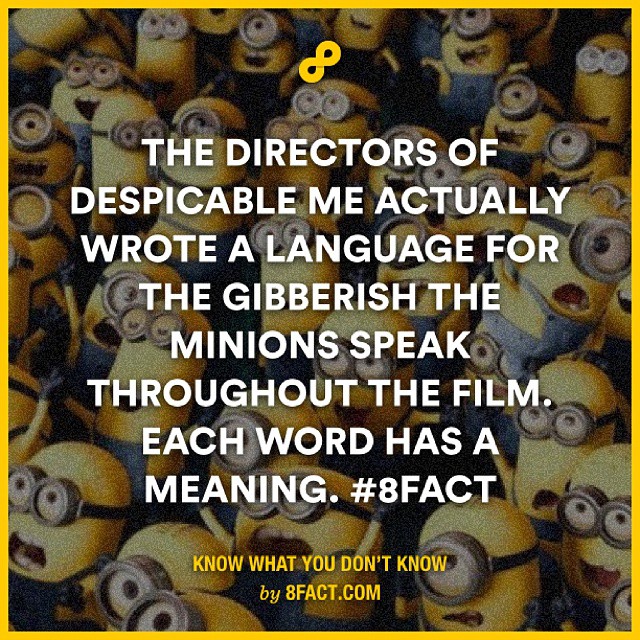 THE DIRECTORS OF
DESPICABLE ME ACTUALLY
WROTE A LANGUAGE FOR
THE GIBBERISH THE
MINIONS SPEAK
THROUGHOUT THE FILM.
EACH WORD HAS A
MEANING. #8FACT
KNOW WHAT YOU DON'T KNOW
by 8FACT.COM